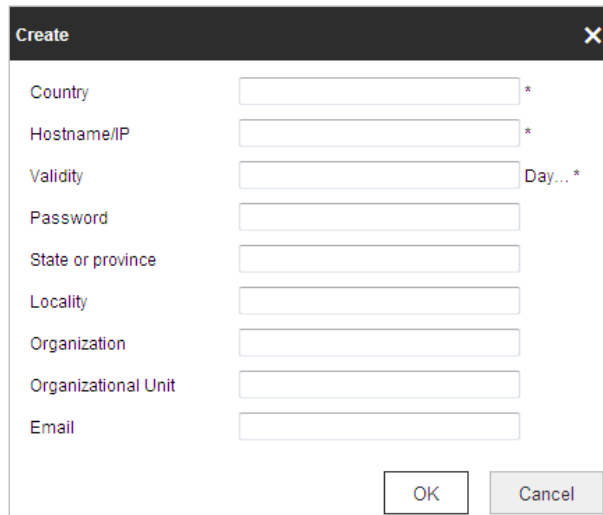 Create ×
Country *
Hostname/IP *
Validity Day... *
Password
State or province
Locality
Organization
Organizational Unit
Email
OK Cancel